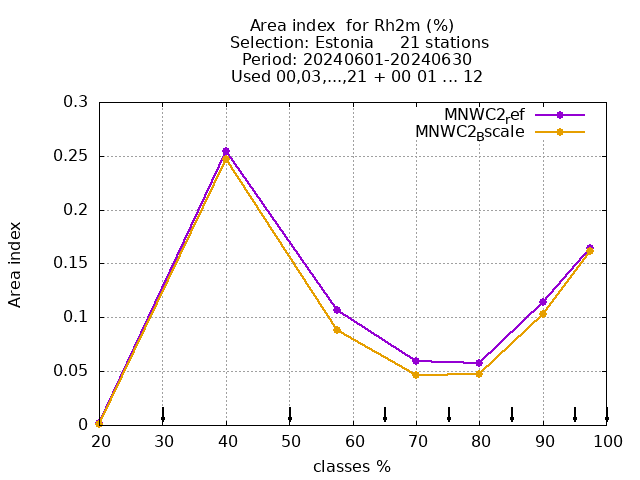 Area index  for Rh2m (%)
Selection: Estonia     21 stations
Period: 20240601-20240630
Used 00,03,...,21 + 00 01 ... 12
MNWC2_ref
MNWC2_Bscale
0.3
0.25
0.2
0.15
0.1
0.05
0
Area index
20 30 40 50 60 70 80 90 100
classes %